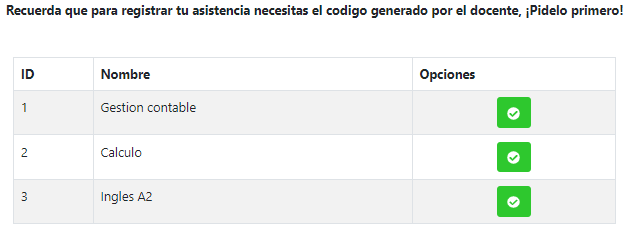 Recuerda que para registrar tu asistencia necesitas el codigo generado por el docente, ¡Pidelo primero!
ID Nombre Opciones
1 Gestion contable
2 Calculo
3 Ingles A2